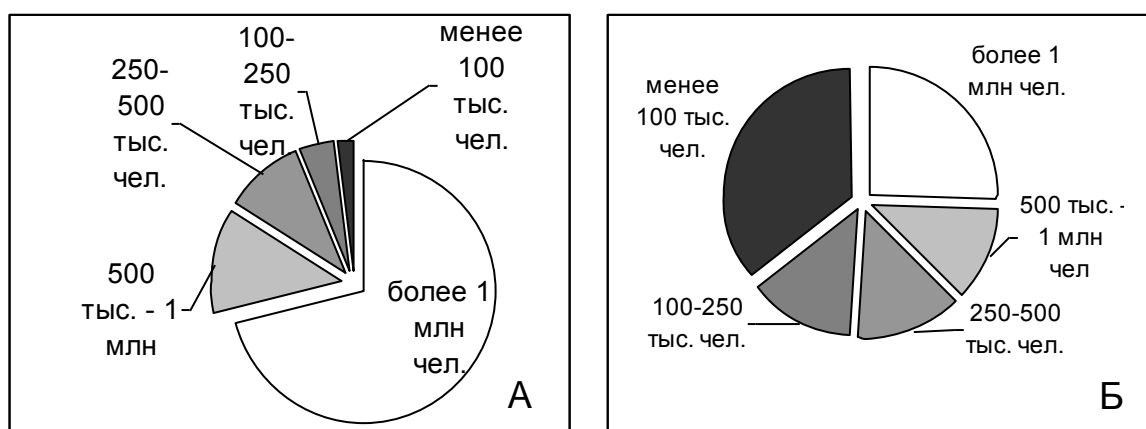 250-
500
тыс.
чел.
100-
250
тыс.
чел.
менее
100
тыс.
чел.
500
тыс. - 1
млн
более 1
млн
чел.
А
менее
100 тыс.
чел.
более 1
млн чел.
500 тыс. -
1 млн
чел
100-250
тыс. чел.
250-500
тыс. чел.
Б